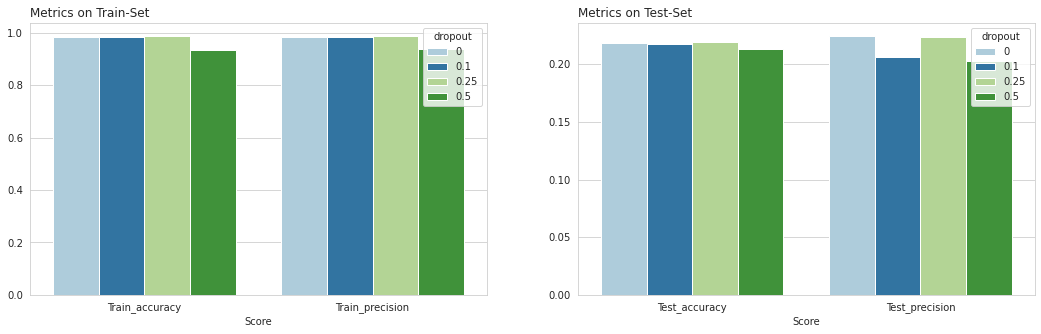 Metrics on Train-Set
1.0
0.8
0.6
0.4
0.2
0.0
dropout
0
0.1
0.25
0.5
Train_accuracy
Train_precision
Score
Metrics on Test-Set
0.20
0.15
0.10
0.05
0.00
dropout
0
0.1
0.25
0.5
Test_accuracy
Test_precision
Score